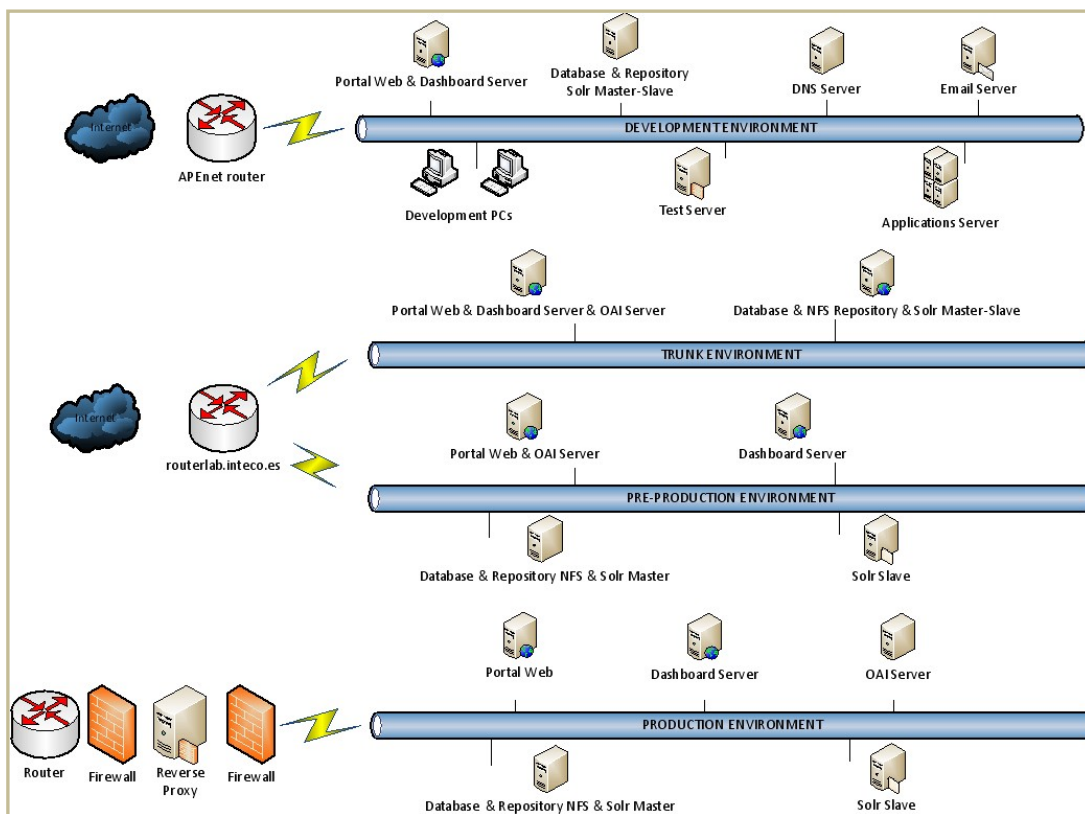 Portal Web & Dashboard Server
Database & Repository
Solr Master-Slave
DNS Server
Email Server
Internet
APEnet router
DEVELOPMENT ENVIRONMENT
Development PCs
Test Server
Applications Server
Portal Web & Dashboard Server & OAI Server
Database & NFS Repository & Solr Master-Slave
TRUNK ENVIRONMENT
Internet
routerlab.inteco.es
Portal Web & OAI Server
Dashboard Server
PRE-PRODUCTION ENVIRONMENT
Database & Repository NFS & Solr Master
Solr Slave
Portal Web
Dashboard Server
OAI Server
PRODUCTION ENVIRONMENT
Router
Firewall
Reverse
Proxy
Firewall
Database & Repository NFS & Solr Master
Solr Slave